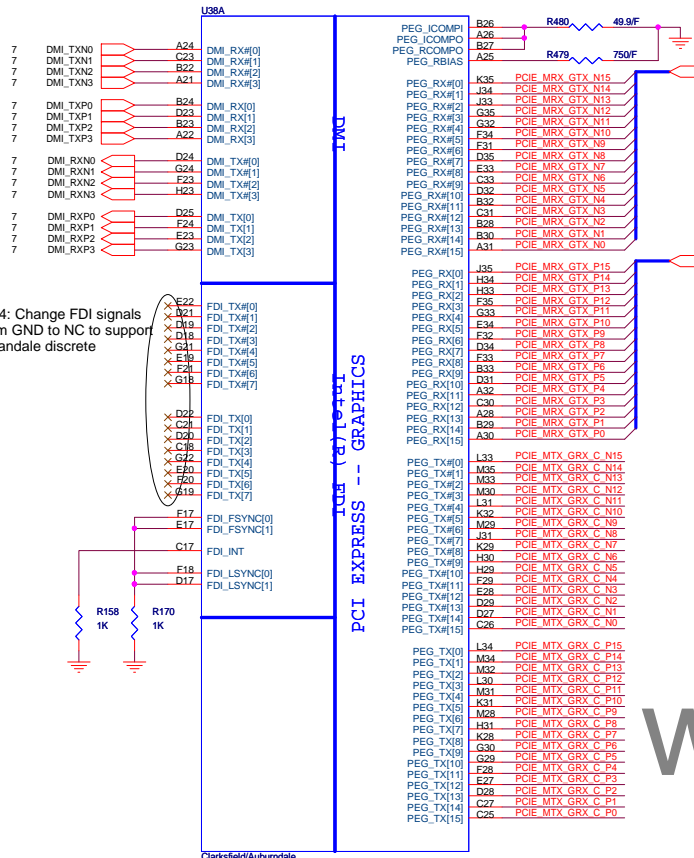 U38A
7 DMI_TXN0 A24 DMI_RX#[0]
7 DMI_TXN1 C23 DMI_RX#[1]
7 DMI_TXN2 B22 DMI_RX#[2]
7 DMI_TXN3 A21 DMI_RX#[3]
7 DMI_TXP0 B24 DMI_RX[0]
7 DMI_TXP1 D23 DMI_RX[1]
7 DMI_TXP2 B23 DMI_RX[2]
7 DMI_TXP3 A22 DMI_RX[3]
7 DMI_RXN0 D24 DMI_TX#[0]
7 DMI_RXN1 G24 DMI_TX#[1]
7 DMI_RXN2 F23 DMI_TX#[2]
7 DMI_RXN3 H23 DMI_TX#[3]
7 DMI_RXP0 D25 DMI_TX[0]
7 DMI_RXP1 F24 DMI_TX[1]
7 DMI_RXP2 E23 DMI_TX[2]
7 DMI_RXP3 G23 DMI_TX[3]
4: Change FDI signals
m GND to NC to support
andale discrete
E22 FDI_TX#[0]
D21 FDI_TX#[1]
D19 FDI_TX#[2]
D18 FDI_TX#[3]
G21 FDI_TX#[4]
E19 FDI_TX#[5]
F21 FDI_TX#[6]
G18 FDI_TX#[7]
D22 FDI_TX[0]
C21 FDI_TX[1]
D20 FDI_TX[2]
C18 FDI_TX[3]
G22 FDI_TX[4]
E20 FDI_TX[5]
F20 FDI_TX[6]
G19 FDI_TX[7]
F17 FDI_FSYNC[0]
E17 FDI_FSYNC[1]
C17 FDI_INT
F18 FDI_LSYNC[0]
D17 FDI_LSYNC[1]
R158
1K
R170
1K
DMI
Intel(R) FDI
PCI EXPRESS -- GRAPHICS
PEG_ICOMPI B26 R480 49.9/F
PEG_ICOMPO A26
PEG_RCOMPO B27
PEG_RBIAS A25 R479 750/F
PEG_RX#[0] K35 PCIE_MRX_GTX_N15
PEG_RX#[1] J34 PCIE_MRX_GTX_N14
PEG_RX#[2] J33 PCIE_MRX_GTX_N13
PEG_RX#[3] G35 PCIE_MRX_GTX_N12
PEG_RX#[4] G32 PCIE_MRX_GTX_N11
PEG_RX#[5] F34 PCIE_MRX_GTX_N10
PEG_RX#[6] F31 PCIE_MRX_GTX_N9
PEG_RX#[7] D35 PCIE_MRX_GTX_N8
PEG_RX#[8] E33 PCIE_MRX_GTX_N7
PEG_RX#[9] C33 PCIE_MRX_GTX_N6
PEG_RX#[10] D32 PCIE_MRX_GTX_N5
PEG_RX#[11] B32 PCIE_MRX_GTX_N4
PEG_RX#[12] C31 PCIE_MRX_GTX_N3
PEG_RX#[13] B28 PCIE_MRX_GTX_N2
PEG_RX#[14] B30 PCIE_MRX_GTX_N1
PEG_RX#[15] A31 PCIE_MRX_GTX_N0
PEG_RX[0] J35 PCIE_MRX_GTX_P15
PEG_RX[1] H34 PCIE_MRX_GTX_P14
PEG_RX[2] H33 PCIE_MRX_GTX_P13
PEG_RX[3] F35 PCIE_MRX_GTX_P12
PEG_RX[4] G33 PCIE_MRX_GTX_P11
PEG_RX[5] E34 PCIE_MRX_GTX_P10
PEG_RX[6] F32 PCIE_MRX_GTX_P9
PEG_RX[7] D34 PCIE_MRX_GTX_P8
PEG_RX[8] F33 PCIE_MRX_GTX_P7
PEG_RX[9] B33 PCIE_MRX_GTX_P6
PEG_RX[10] D31 PCIE_MRX_GTX_P5
PEG_RX[11] A32 PCIE_MRX_GTX_P4
PEG_RX[12] C30 PCIE_MRX_GTX_P3
PEG_RX[13] A28 PCIE_MRX_GTX_P2
PEG_RX[14] B29 PCIE_MRX_GTX_P1
PEG_RX[15] A30 PCIE_MRX_GTX_P0
PEG_TX#[0] L33 PCIE_MTX_GRX_C_N15
PEG_TX#[1] M35 PCIE_MTX_GRX_C_N14
PEG_TX#[2] M33 PCIE_MTX_GRX_C_N13
PEG_TX#[3] M30 PCIE_MTX_GRX_C_N12
PEG_TX#[4] L31 PCIE_MTX_GRX_C_N11
PEG_TX#[5] K32 PCIE_MTX_GRX_C_N10
PEG_TX#[6] M29 PCIE_MTX_GRX_C_N9
PEG_TX#[7] J31 PCIE_MTX_GRX_C_N8
PEG_TX#[8] K29 PCIE_MTX_GRX_C_N7
PEG_TX#[9] H30 PCIE_MTX_GRX_C_N6
PEG_TX#[10] H29 PCIE_MTX_GRX_C_N5
PEG_TX#[11] F29 PCIE_MTX_GRX_C_N4
PEG_TX#[12] E28 PCIE_MTX_GRX_C_N3
PEG_TX#[13] D29 PCIE_MTX_GRX_C_N2
PEG_TX#[14] D27 PCIE_MTX_GRX_C_N1
PEG_TX#[15] C26 PCIE_MTX_GRX_C_N0
PEG_TX[0] L34 PCIE_MTX_GRX_C_P15
PEG_TX[1] M34 PCIE_MTX_GRX_C_P14
PEG_TX[2] M32 PCIE_MTX_GRX_C_P13
PEG_TX[3] L30 PCIE_MTX_GRX_C_P12
PEG_TX[4] M31 PCIE_MTX_GRX_C_P11
PEG_TX[5] K31 PCIE_MTX_GRX_C_P10
PEG_TX[6] M28 PCIE_MTX_GRX_C_P9
PEG_TX[7] H31 PCIE_MTX_GRX_C_P8
PEG_TX[8] K28 PCIE_MTX_GRX_C_P7
PEG_TX[9] G30 PCIE_MTX_GRX_C_P6
PEG_TX[10] G29 PCIE_MTX_GRX_C_P5
PEG_TX[11] F28 PCIE_MTX_GRX_C_P4
PEG_TX[12] E27 PCIE_MTX_GRX_C_P3
PEG_TX[13] D28 PCIE_MTX_GRX_C_P2
PEG_TX[14] C27 PCIE_MTX_GRX_C_P1
PEG_TX[15] C25 PCIE_MTX_GRX_C_P0
Clarksfield/Auburndale
W